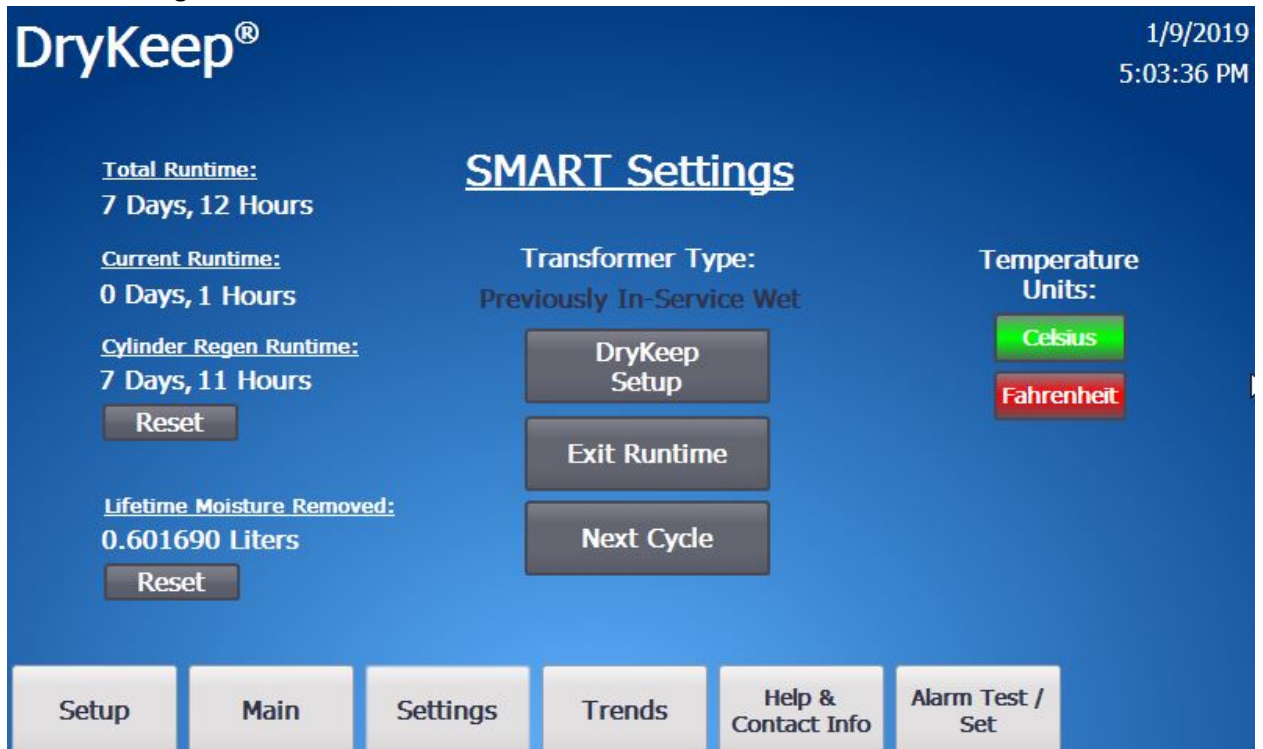 DryKeep®
1/9/2019
5:03:36 PM
SMART Settings
Total Runtime:
7 Days, 12 Hours
Current Runtime:
0 Days, 1 Hours
Cylinder Regen Runtime:
7 Days, 11 Hours
Reset
Lifetime Moisture Removed:
0.601690 Liters
Reset
Transformer Type:
Previously In-Service Wet
DryKeep
Setup
Exit Runtime
Next Cycle
Temperature
Units:
Celsius
Fahrenheit
Setup
Main
Settings
Trends
Help &
Contact Info
Alarm Test /
Set